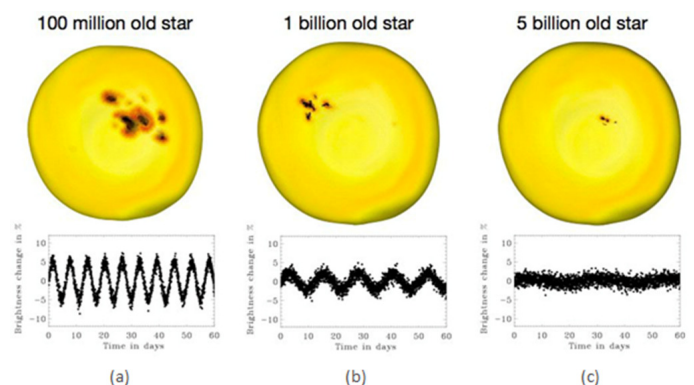 100 million old star
1 billion old star
5 billion old star
Brightness change in %
10
5
0
-5
-10
0 10 20 30 40 50 60
Time in days
Brightness change in %
10
5
0
-5
-10
0 10 20 30 40 50 60
Time in days
Brightness change in %
10
5
0
-5
-10
0 10 20 30 40 50 60
Time in days
(a)
(b)
(c)